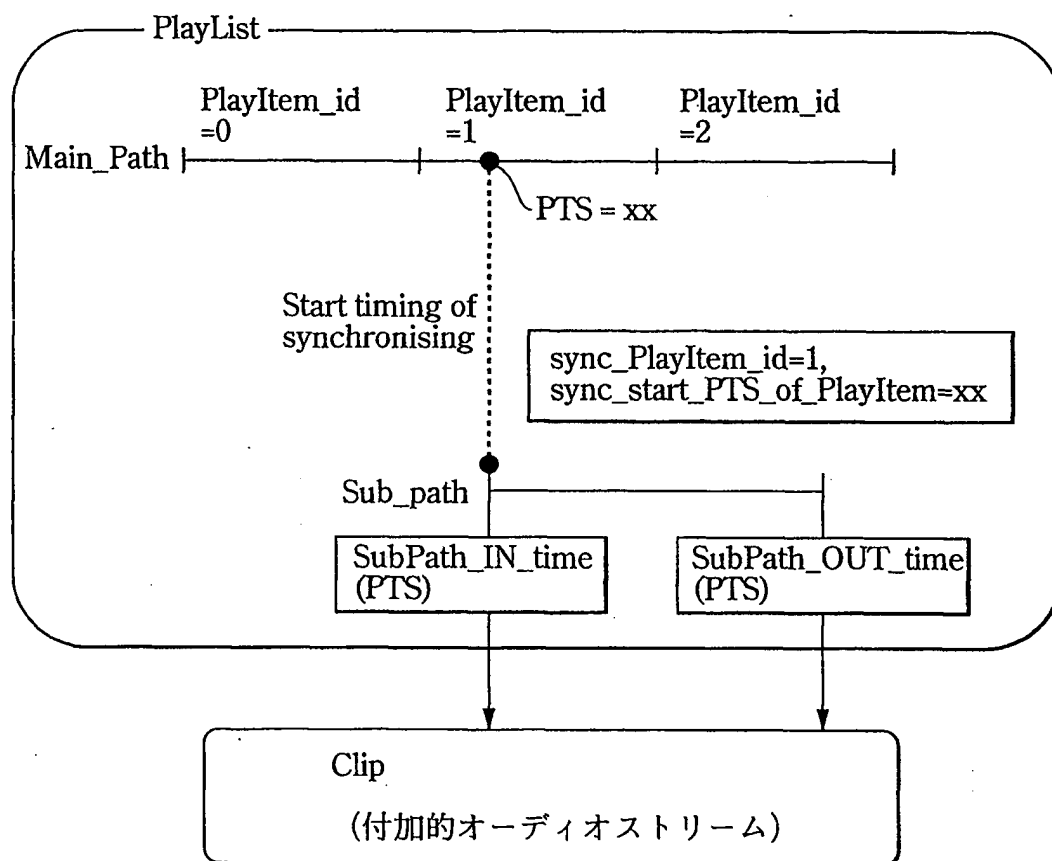 PlayList
PlayItem_id
=0
PlayItem_id
=1
PlayItem_id
=2
Main_Path
PTS = xx
Start timing of
synchronising
sync_PlayItem_id=1,
sync_start_PTS_of_PlayItem=xx
Sub_path
SubPath_IN_time
(PTS)
SubPath_OUT_time
(PTS)
Clip
(付加的オーディオストリーム)